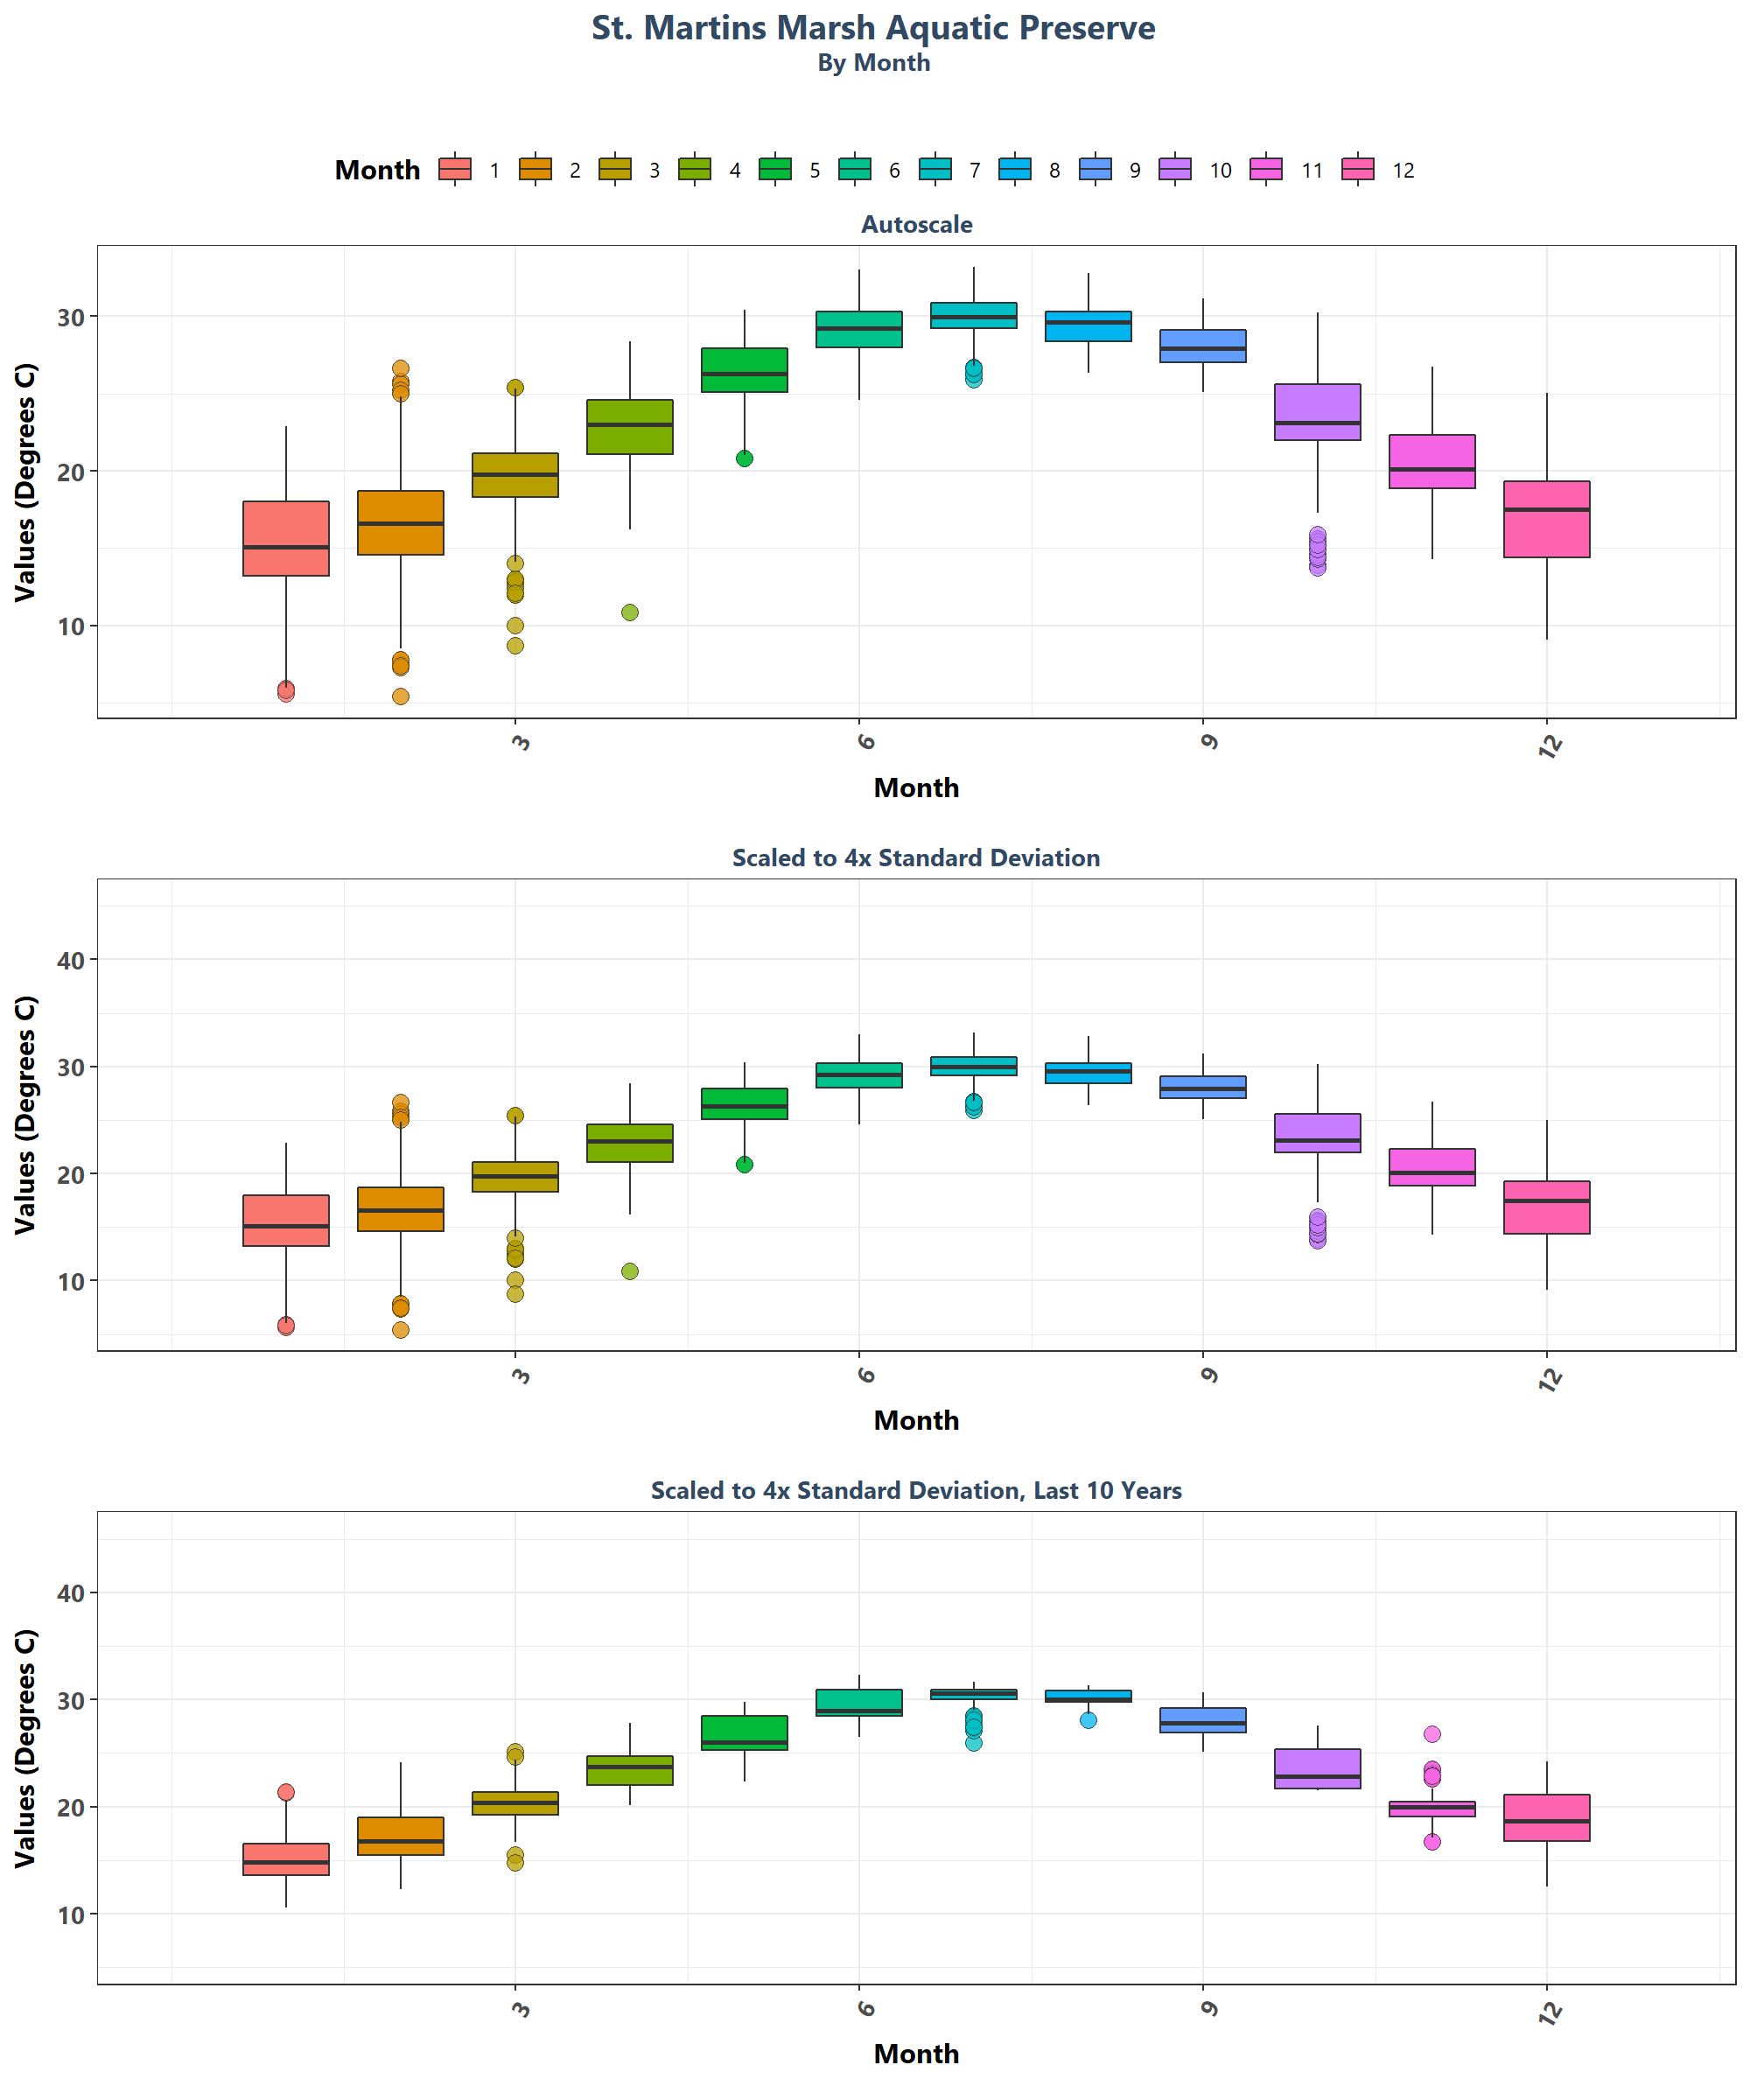 St. Martins Marsh Aquatic Preserve
By Month
Month 1 2 3 4 5 6 7 8 9 10 11 12
Autoscale
Values (Degrees C)
30
20
10
3 6 9 12
Month
Scaled to 4x Standard Deviation
Values (Degrees C)
40
30
20
10
3 6 9 12
Month
Scaled to 4x Standard Deviation, Last 10 Years
Values (Degrees C)
40
30
20
10
3 6 9 12
Month